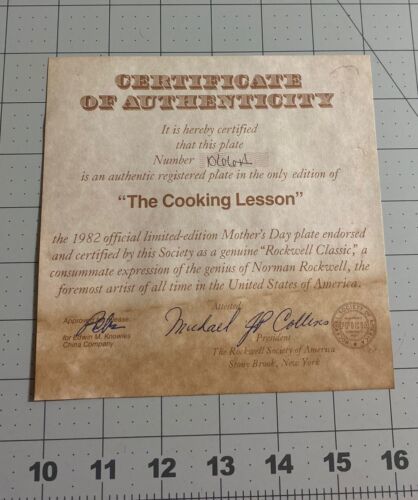 CERTIFICATE
OF AUTHENTICITY
It is hereby certified
that this plate
Number
is an authentic registered plate in the only edition of
"The Cooking Lesson"
the 1982 official limited-edition Mother's Day plate endorsed
and certified by this Society as a genuine "Rockwell Classic," a
consummate expression of the genius of Norman Rockwell, the
foremost artist of all time in the United States of America.
Attested
Approved for Release:
for Edwin M. Knowles
China Company
Michael P Collins
President
The Rockwell Society of America
Stony Brook, New York
10 11 12 13 14 15 16